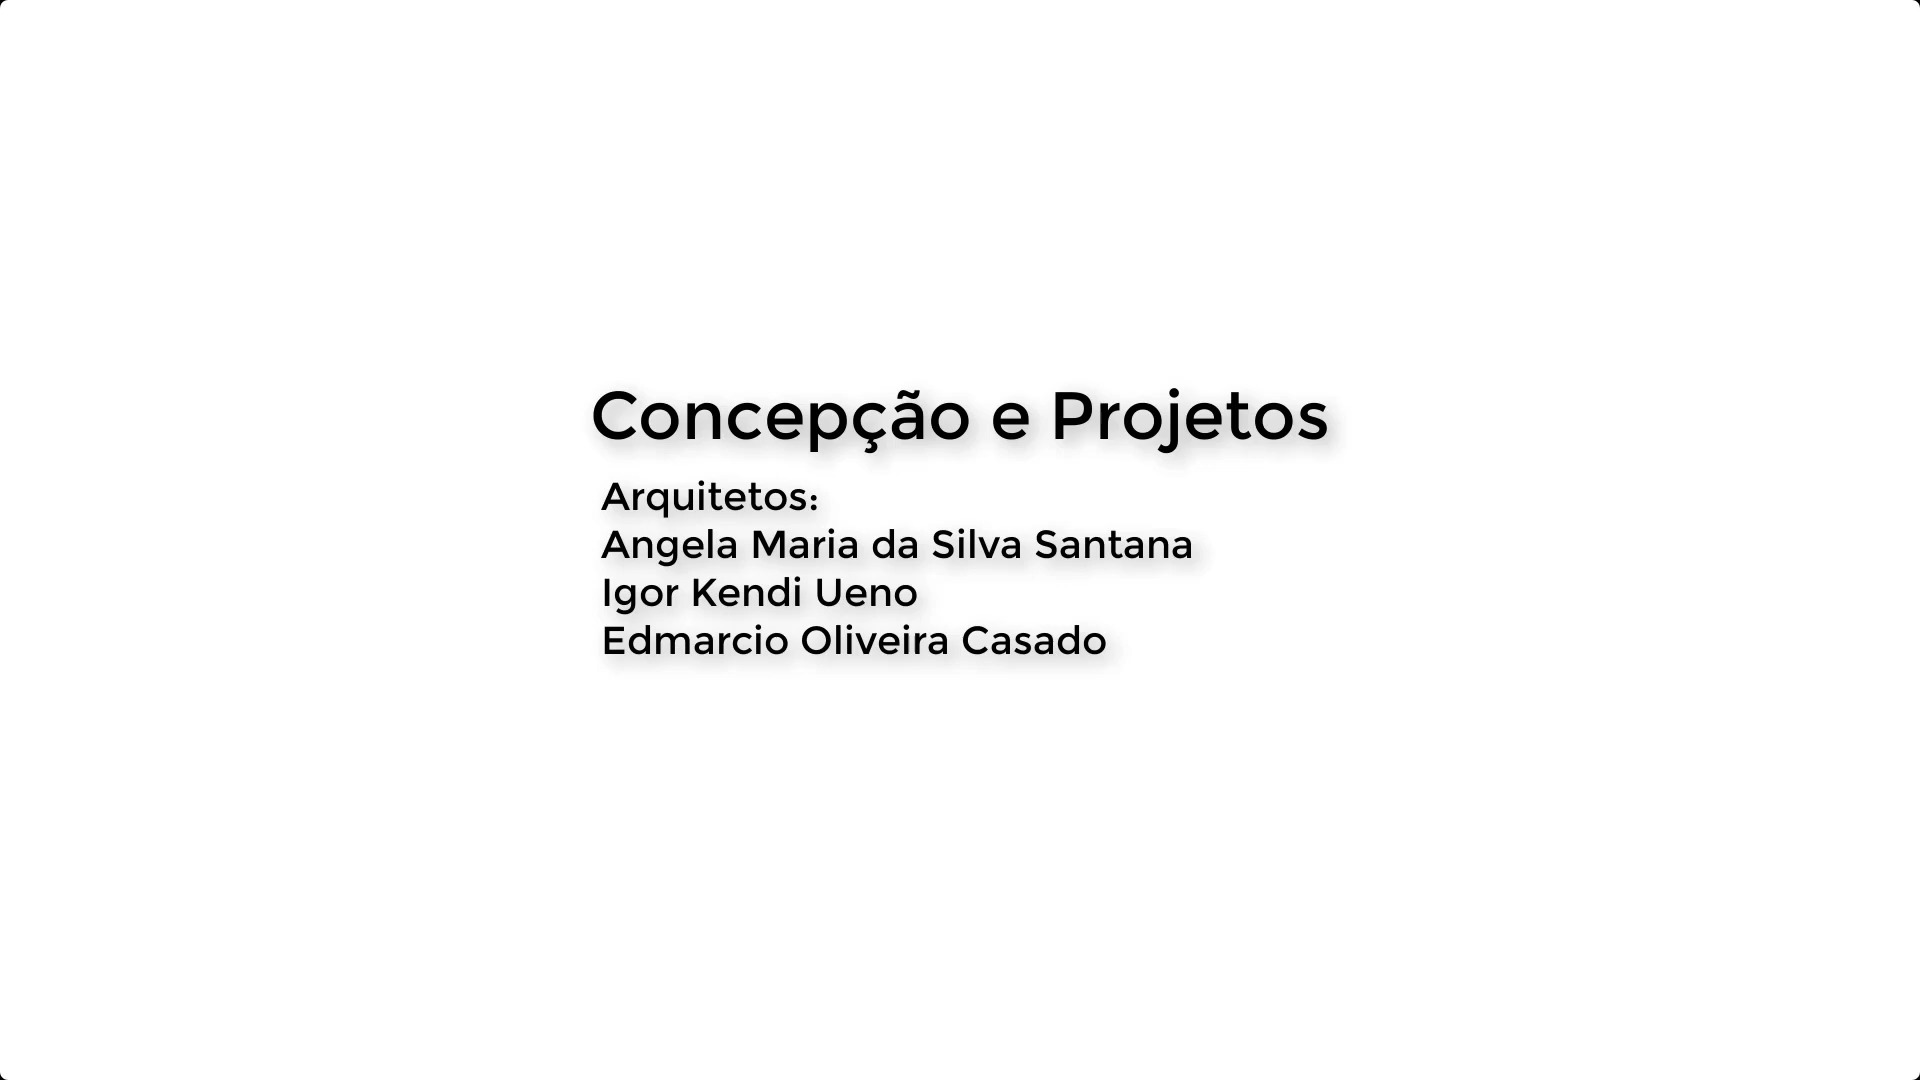 Concepção e Projetos
Arquitetos:
Angela Maria da Silva Santana
Igor Kendi Ueno
Edmarcio Oliveira Casado